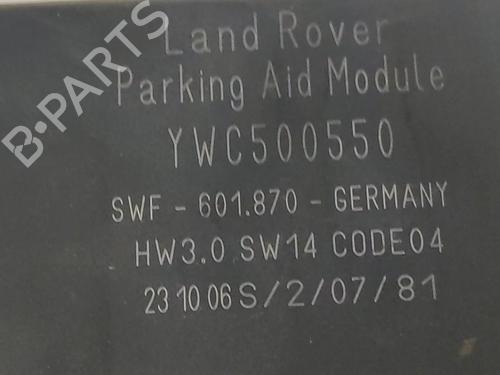 Land Rover
Parking Aid Module
YWC500550
SWF - 601.870 - GERMANY
HW3.0 SW14 CODE04
23 10 06 S/2/07/81
B-PARTS